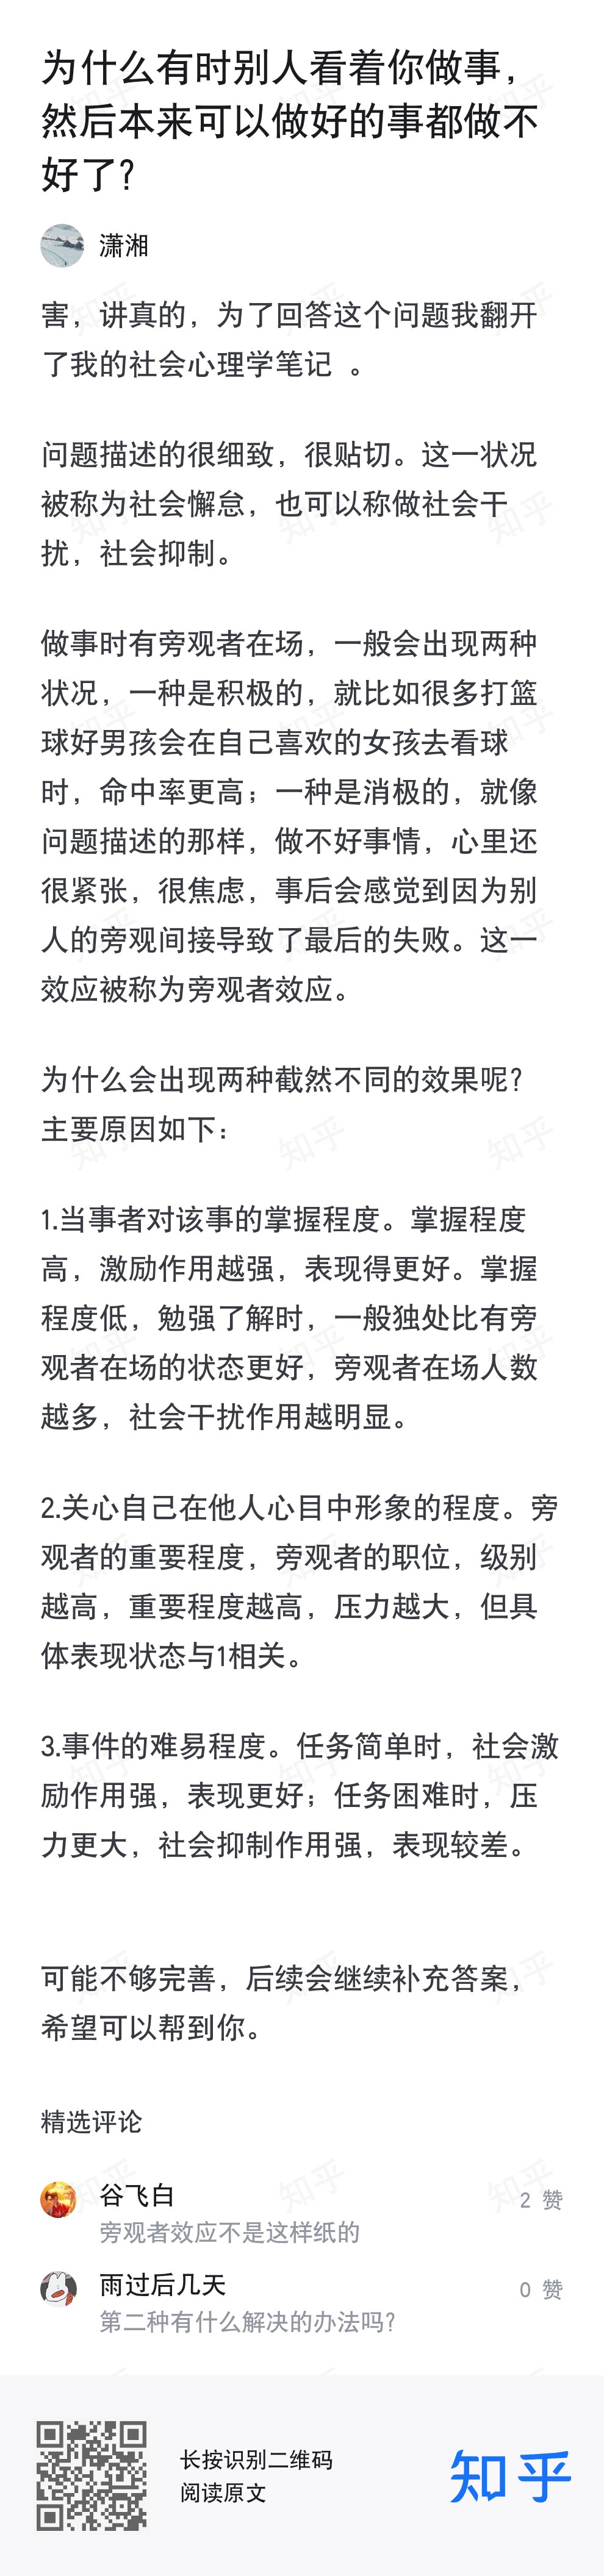 为什么有时别人看着你做事，
然后本来可以做好的事都做不
好了？
潇湘
害，讲真的，为了回答这个问题我翻开
了我的社会心理学笔记 。
问题描述的很细致，很贴切。这一状况
被称为社会懈怠，也可以称做社会干
扰，社会抑制。
做事时有旁观者在场，一般会出现两种
状况，一种是积极的，就比如很多打篮
球好男孩会在自己喜欢的女孩去看球
时，命中率更高；一种是消极的，就像
问题描述的那样，做不好事情，心里还
很紧张，很焦虑，事后会感觉到因为别
人的旁观间接导致了最后的失败。这一
效应被称为旁观者效应。
为什么会出现两种截然不同的效果呢？
主要原因如下：
1.当事者对该事的掌握程度。掌握程度
高，激励作用越强，表现得更好。掌握
程度低，勉强了解时，一般独处比有旁
观者在场的状态更好，旁观者在场人数
越多，社会干扰作用越明显。
2.关心自己在他人心目中形象的程度。旁
观者的重要程度，旁观者的职位，级别
越高，重要程度越高，压力越大，但具
体表现状态与1相关。
3.事件的难易程度。任务简单时，社会激
励作用强，表现更好；任务困难时，压
力更大，社会抑制作用强，表现较差。
可能不够完善，后续会继续补充答案，
希望可以帮到你。
精选评论
谷飞白
2 赞
旁观者效应不是这样纸的
雨过后几天
0 赞
第二种有什么解决的办法吗？
长按识别二维码
阅读原文
知乎